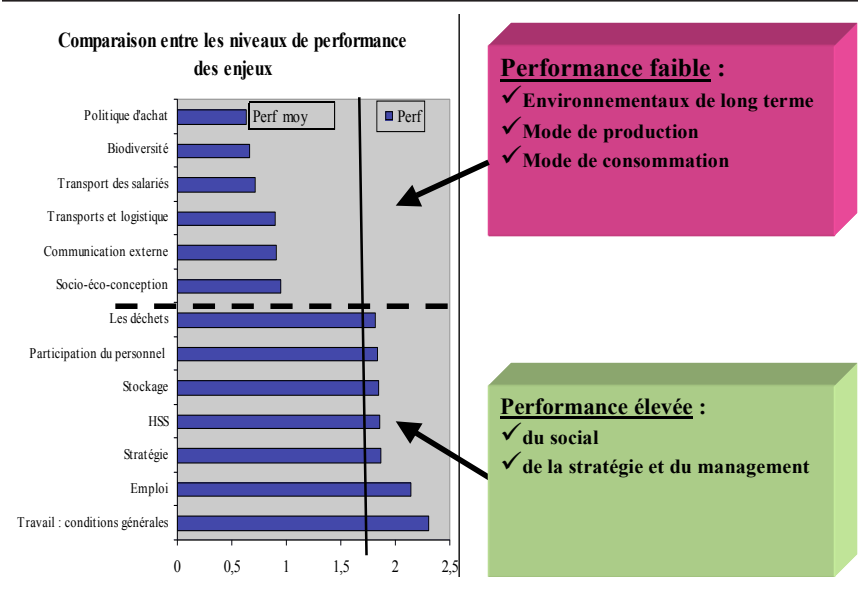 Comparaison entre les niveaux de performance
des enjeux
Politique d'achat
Biodiversité
Transport des salariés
Transports et logistique
Communication externe
Socio-éco-conception
Les déchets
Participation du personnel
Stockage
HSS
Stratégie
Emploi
Travail : conditions générales
Perf moy
Perf
0 0,5 1 1,5 2 2,5
Performance faible :
✓Environnementaux de long terme
✓Mode de production
✓Mode de consommation
Performance élevée :
✓du social
✓de la stratégie et du management